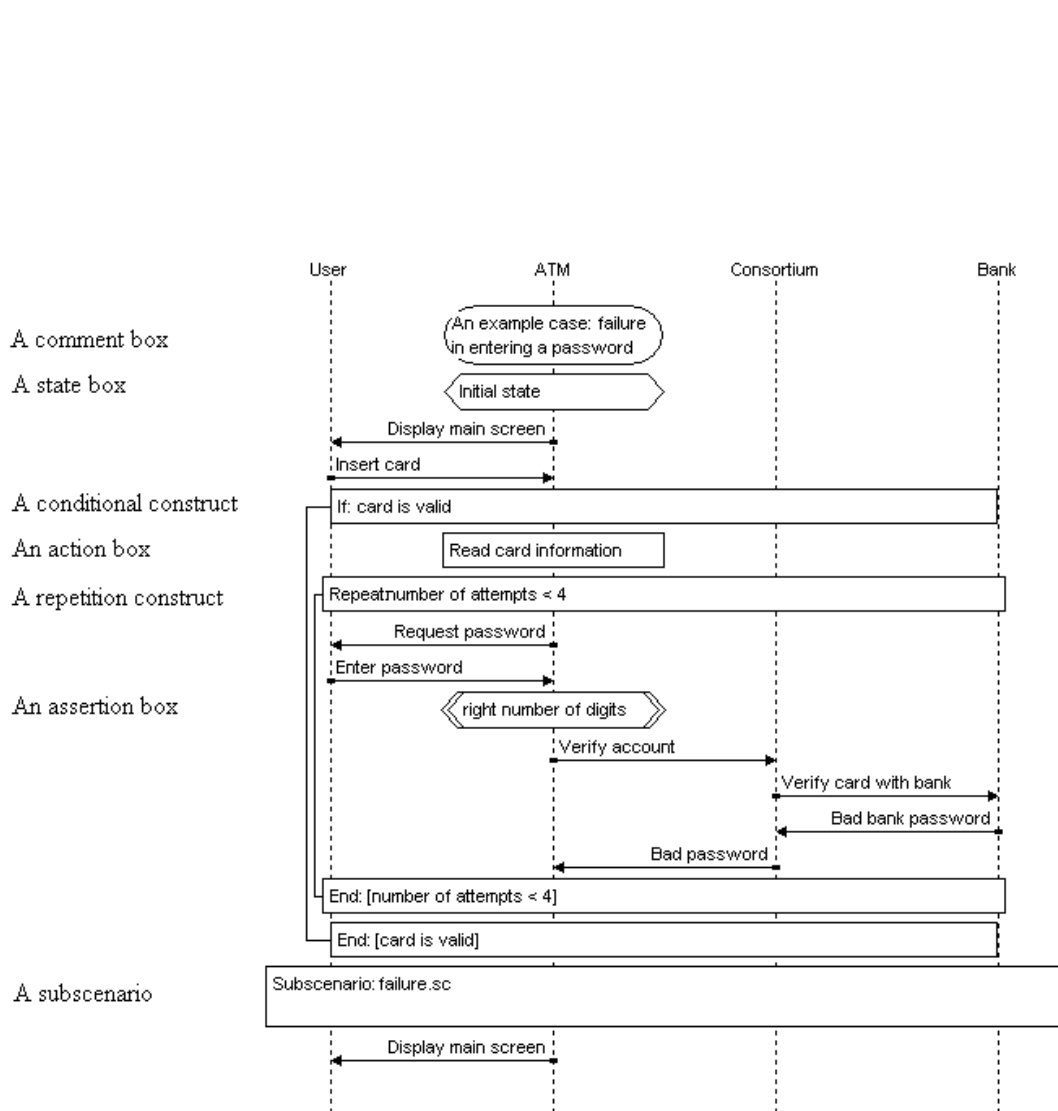 User ATM Consortium Bank
A comment box
An example case: failure
in entering a password
A state box
Initial state
Display main screen
Insert card
A conditional construct
If: card is valid
An action box
Read card information
A repetition construct
Repeat:number of attempts < 4
Request password
Enter password
An assertion box
right number of digits
Verify account
Verify card with bank
Bad bank password
Bad password
End: [number of attempts < 4]
End: [card is valid]
A subscenario
Subscenario: failure.sc
Display main screen